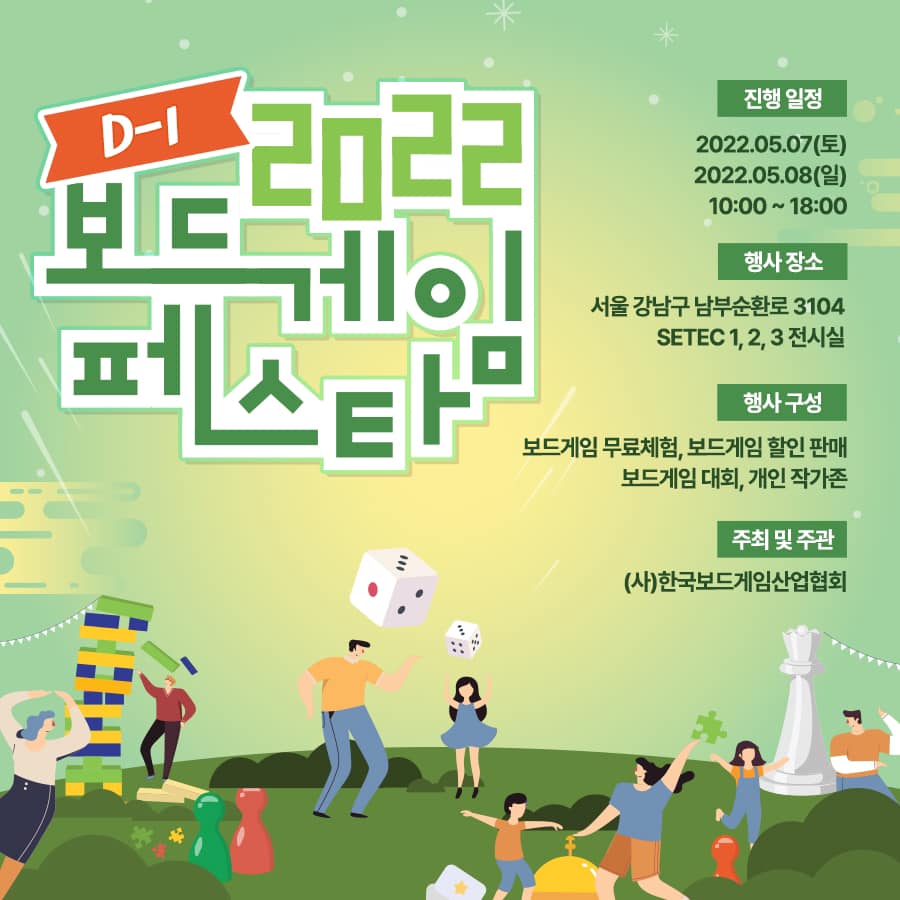 D-1
2022
보드게임
페스타
진행 일정
2022.05.07(토)
2022.05.08(일)
10:00 ~ 18:00
행사 장소
서울 강남구 남부순환로 3104
SETEC 1, 2, 3 전시실
행사 구성
보드게임 무료체험, 보드게임 할인 판매
보드게임 대회, 개인 작가존
주최 및 주관
(사)한국보드게임산업협회